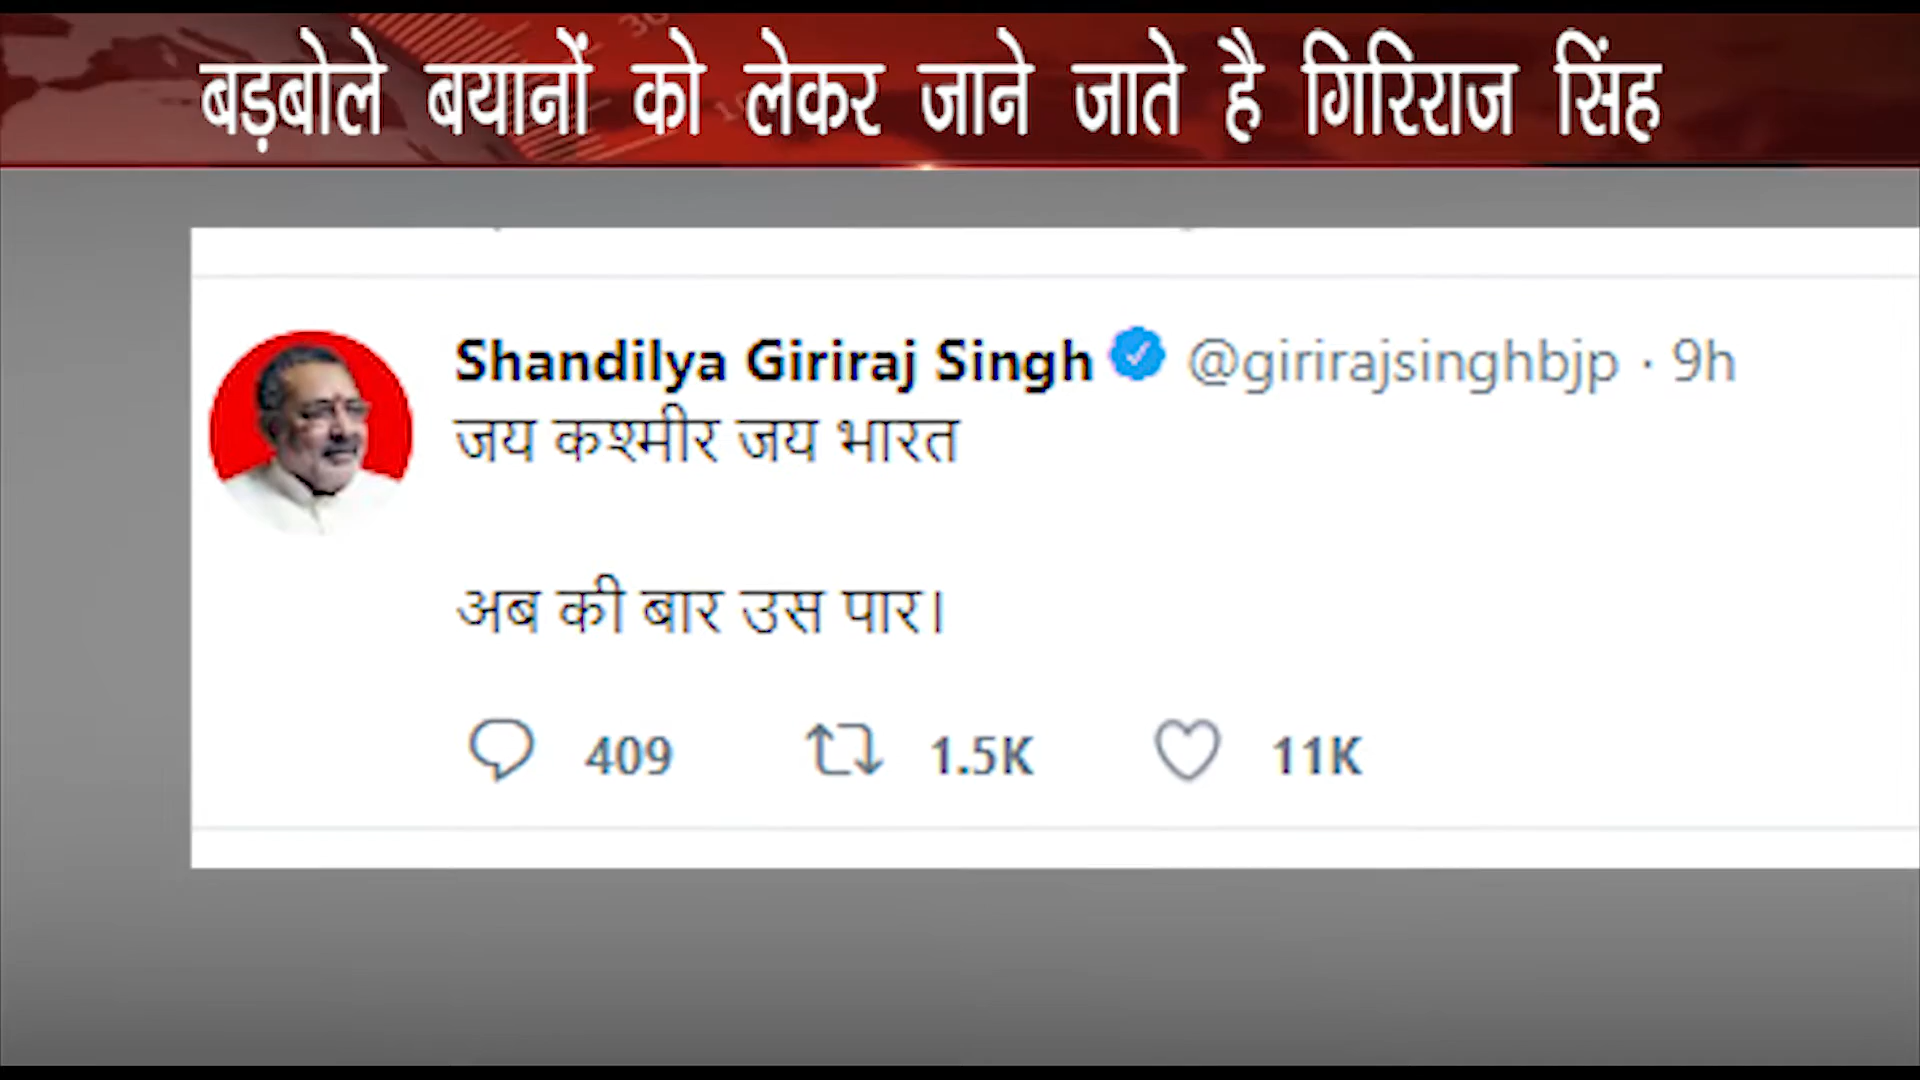 बड़बोले बयानों को लेकर जाने जाते है गिरिराज सिंह
Shandilya Giriraj Singh @girirajsinghbjp · 9h
जय कश्मीर जय भारत
अब की बार उस पार।
409 1.5K 11K